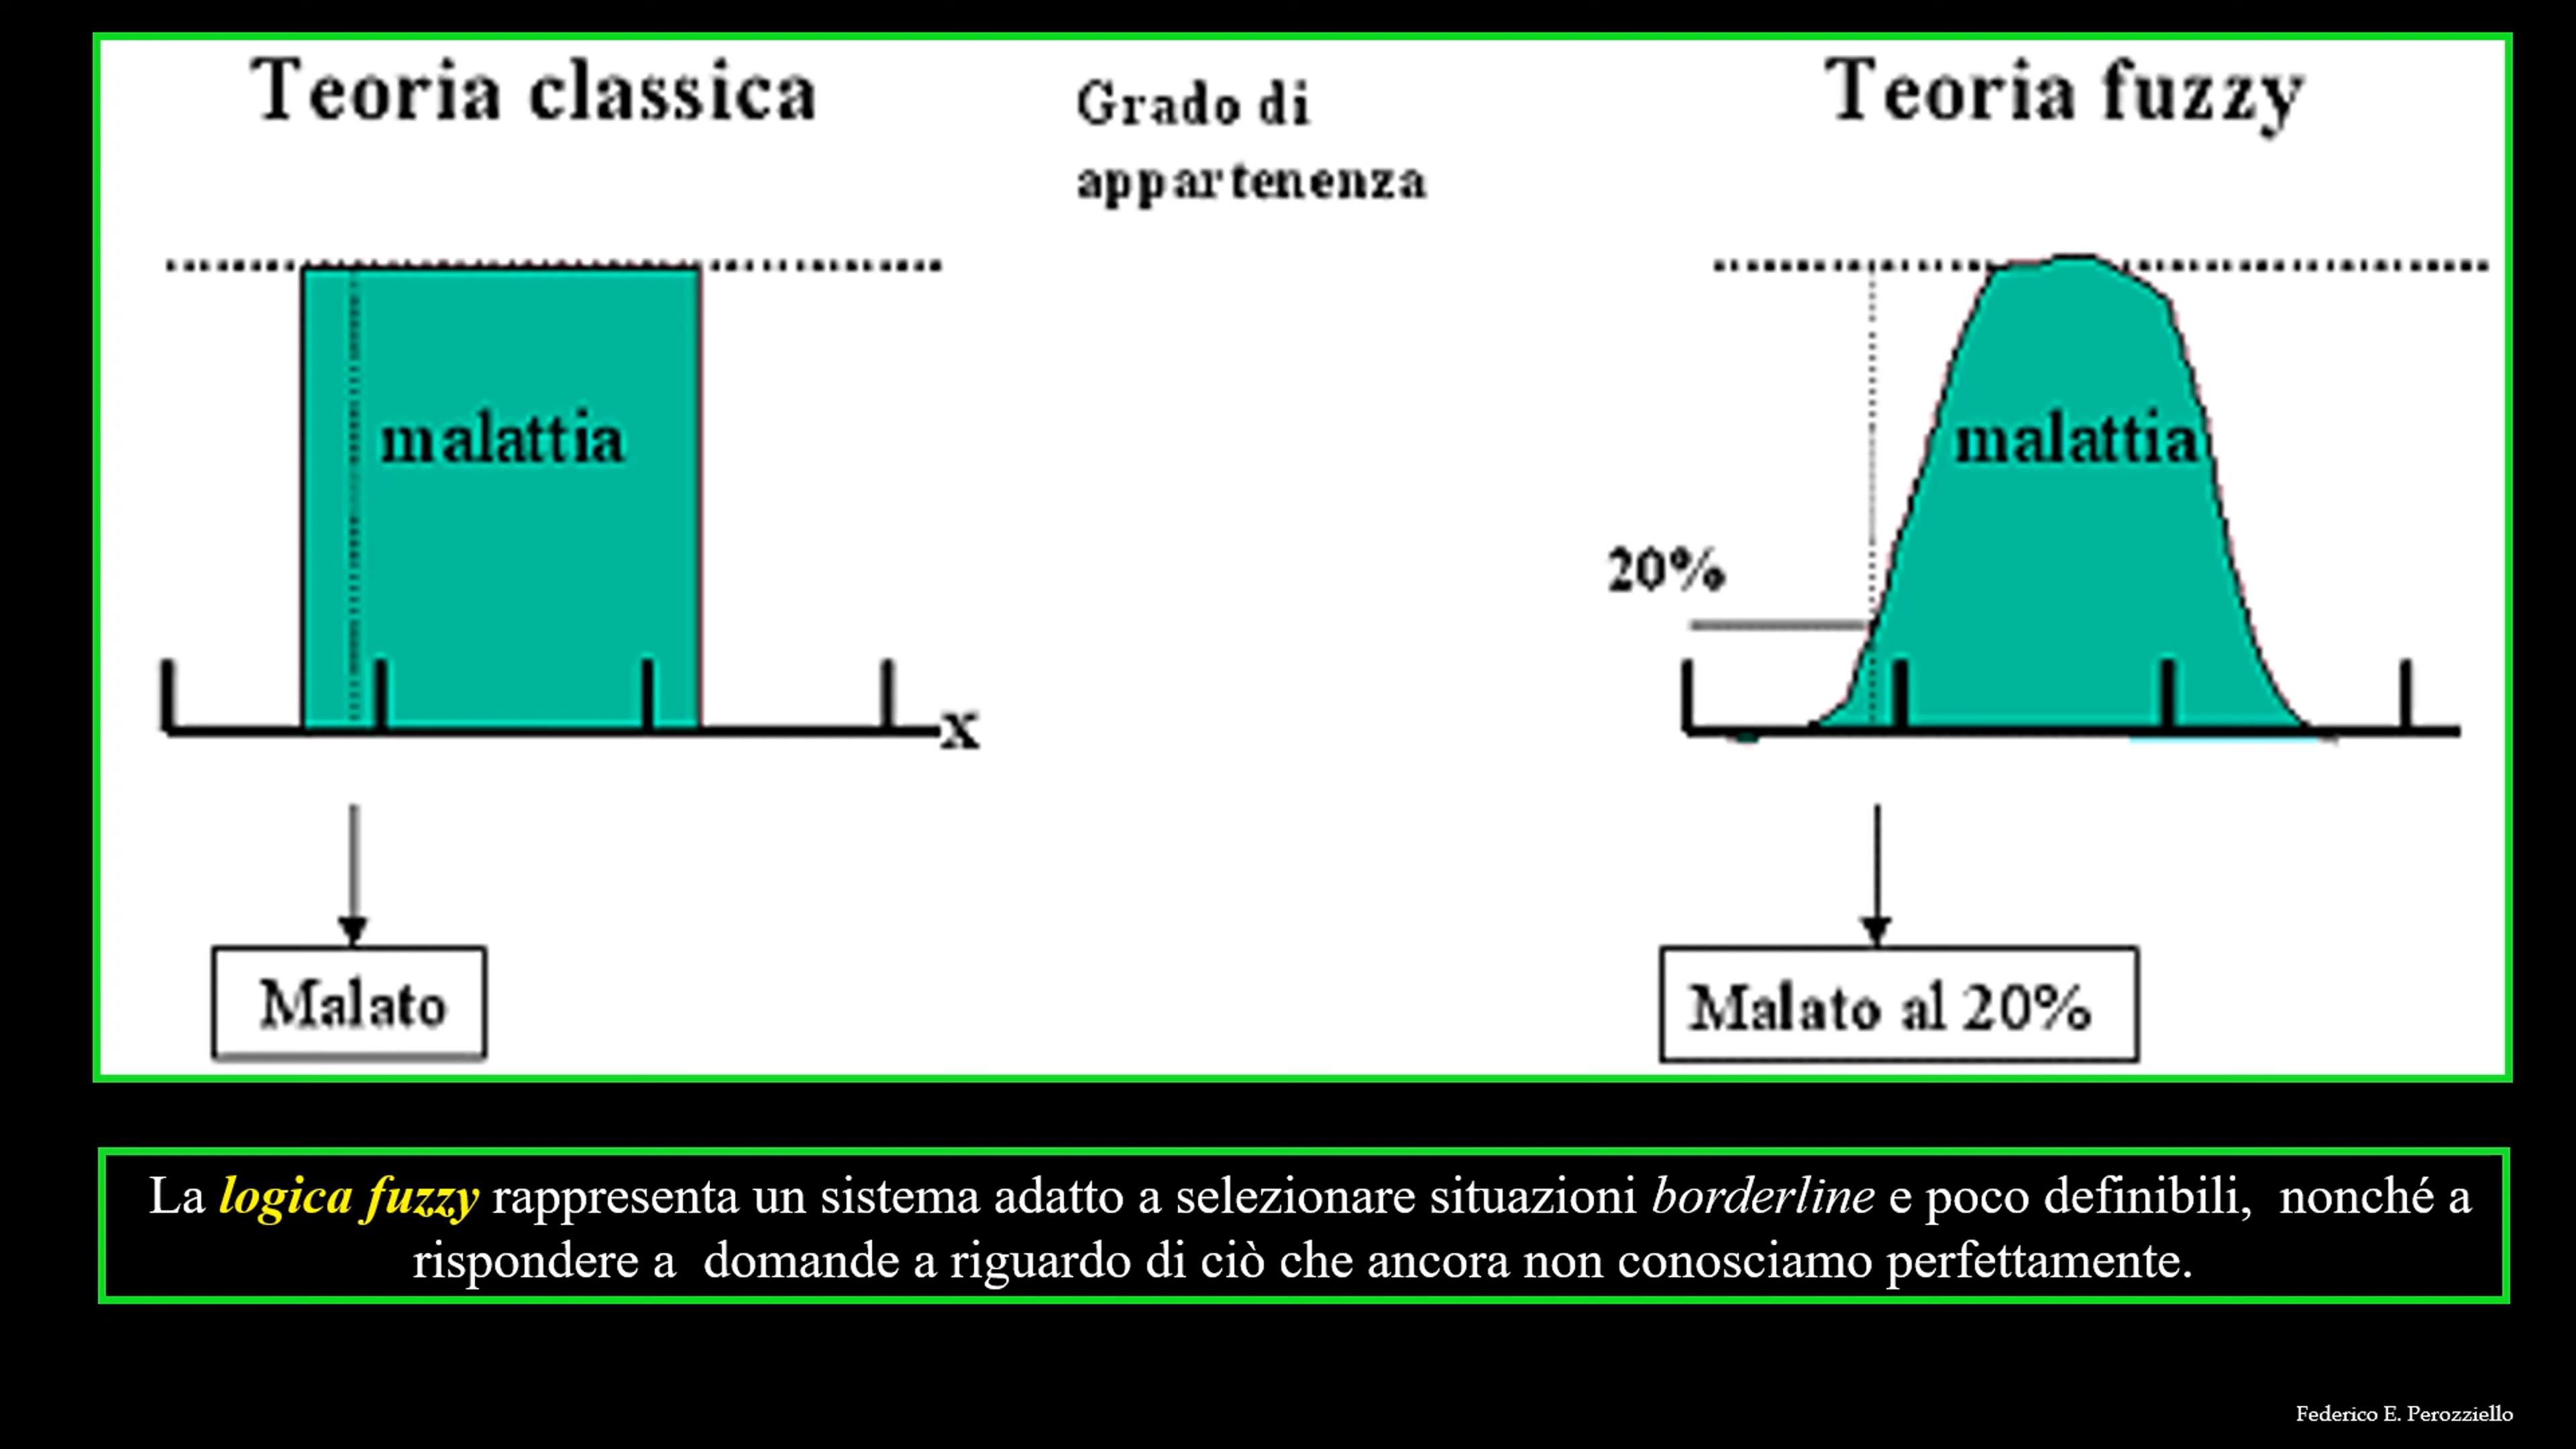 Teoria classica
Grado di
appartenenza
Teoria fuzzy
malattia
x
Malato
malattia
20%
Malato al 20%
La logica fuzzy rappresenta un sistema adatto a selezionare situazioni borderline e poco definibili, nonché a
rispondere a domande a riguardo di ciò che ancora non conosciamo perfettamente.
Federico E. Perozziello